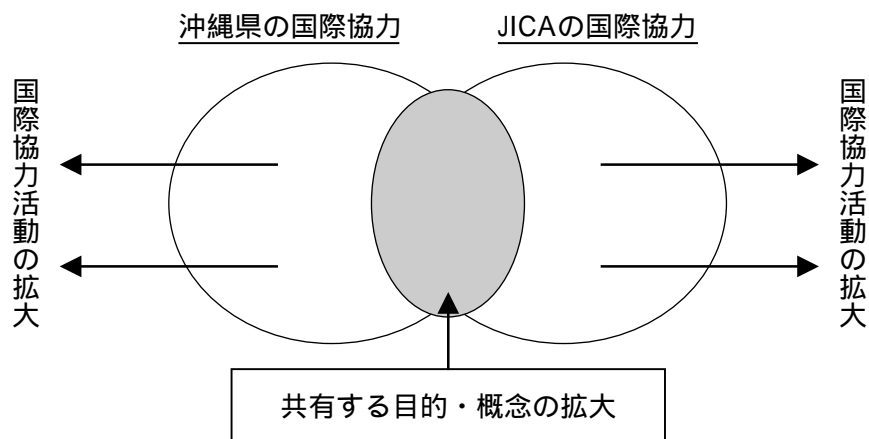 沖縄県の国際協力
JICAの国際協力
国際協力活動の拡大
国際協力活動の拡大
共有する目的・概念の拡大